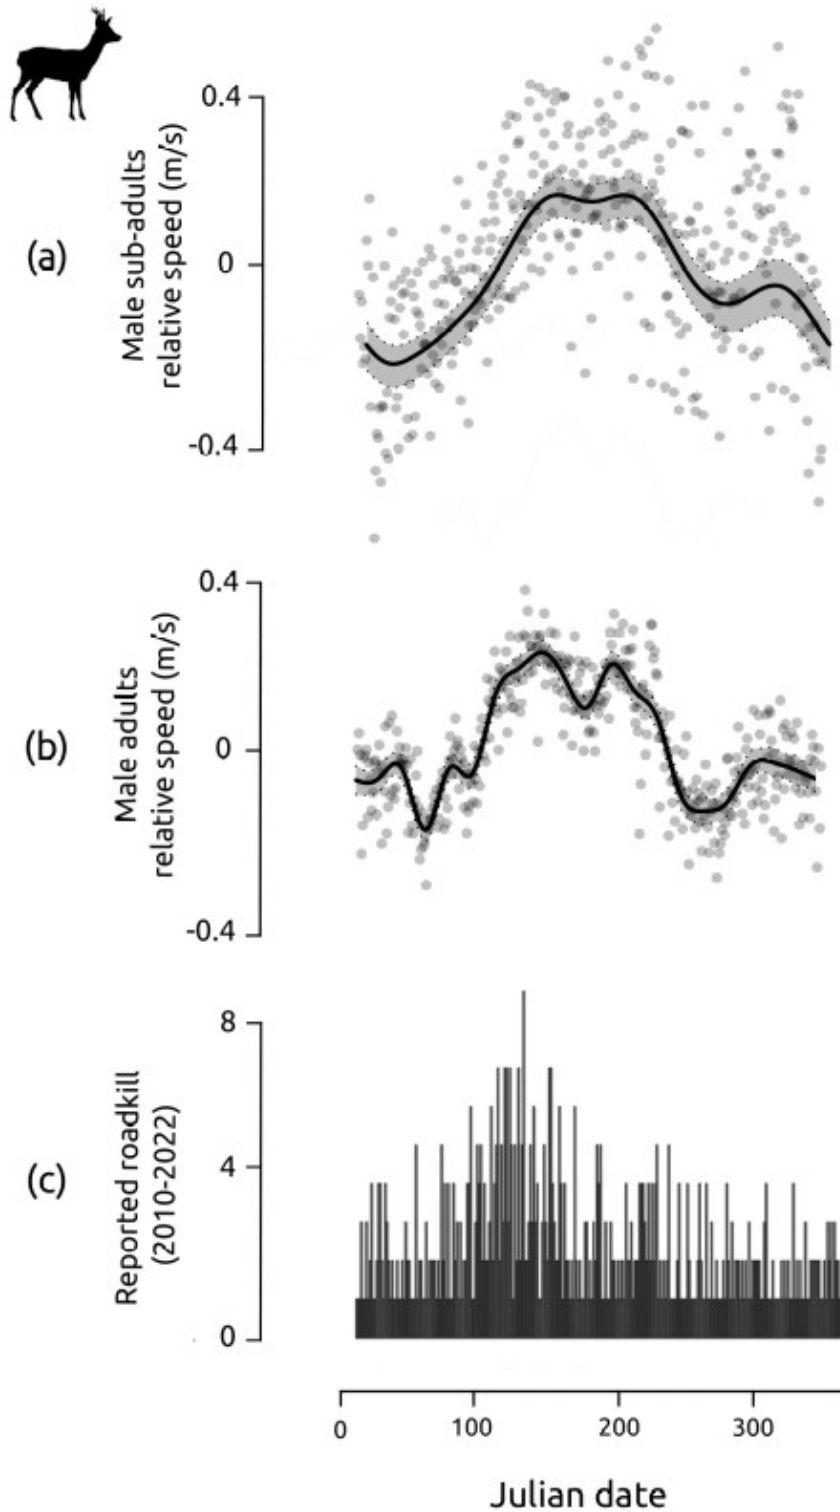 0.4
Male sub-adults
relative speed (m/s)
(a)
0
-0.4
0.4
Male adults
relative speed (m/s)
(b)
0
-0.4
8
Reported roadkill
(2010-2022)
(c)
4
0
0 100 200 300
Julian date